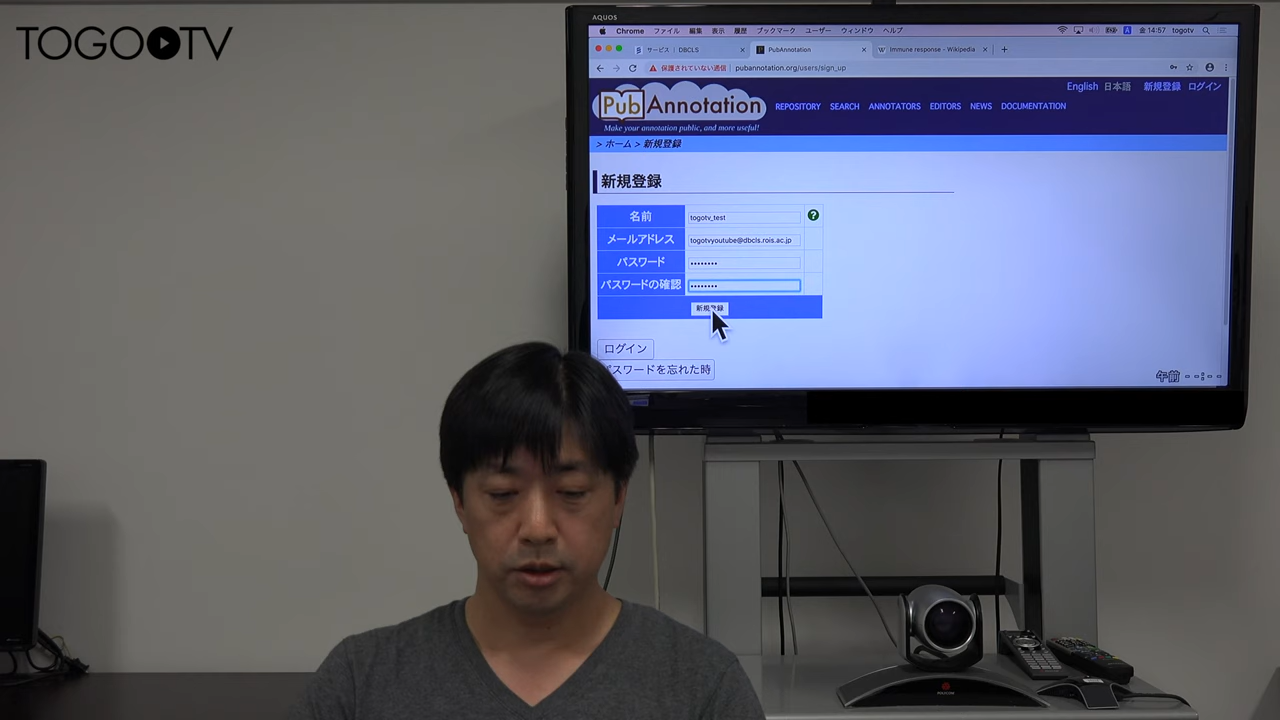 TOGO TV
AQUOS
Chrome ファイル 編集 表示 履歴 ブックマーク ユーザー ウィンドウ ヘルプ
金 14:57 togotv
サービス | DBCLS
PubAnnotation
Immune response - Wikipedia
保護されていない通信 | pubannotation.org/users/sign_up
English 日本語 新規登録 ログイン
PubAnnotation
REPOSITORY SEARCH ANNOTATORS EDITORS NEWS DOCUMENTATION
Make your annotation public, and more useful!
> ホーム > 新規登録
新規登録
名前 togotv_test
メールアドレス togotvyoutube@dbcls.rois.ac.jp
パスワード ••••••••
パスワードの確認 ••••••••
新規登録
ログイン
パスワードを忘れた時
午前 --:--